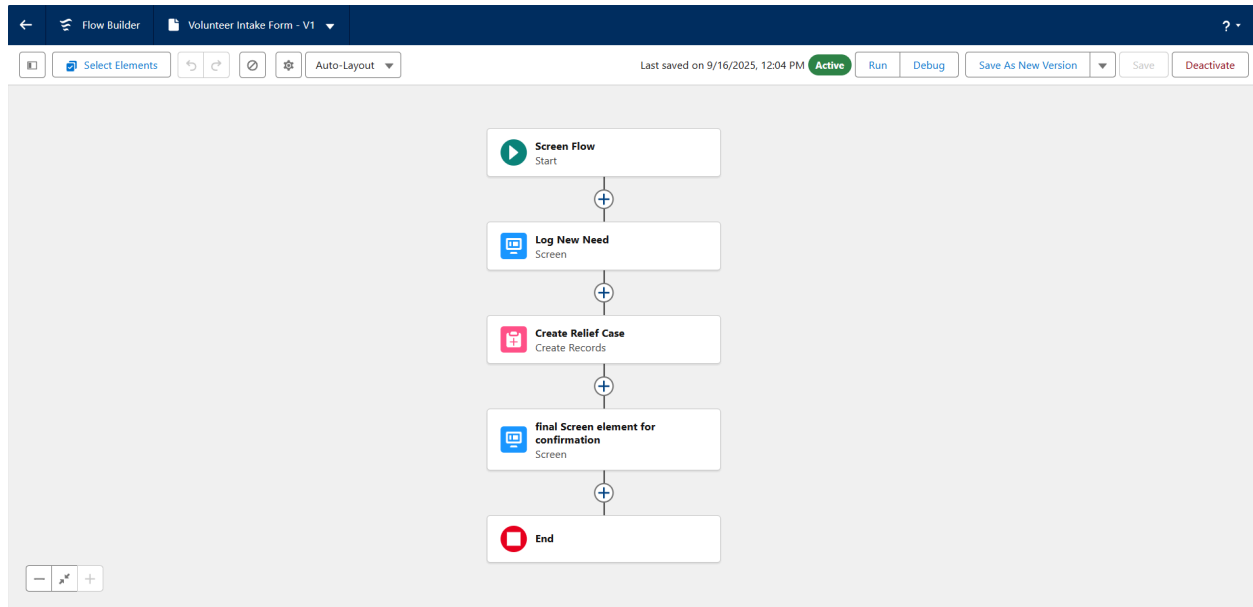 Flow Builder
Volunteer Intake Form - V1
?
Select Elements
Auto-Layout
Last saved on 9/16/2025, 12:04 PM
Active
Run
Debug
Save As New Version
Save
Deactivate
Screen Flow
Start
Log New Need
Screen
Create Relief Case
Create Records
final Screen element for
confirmation
Screen
End